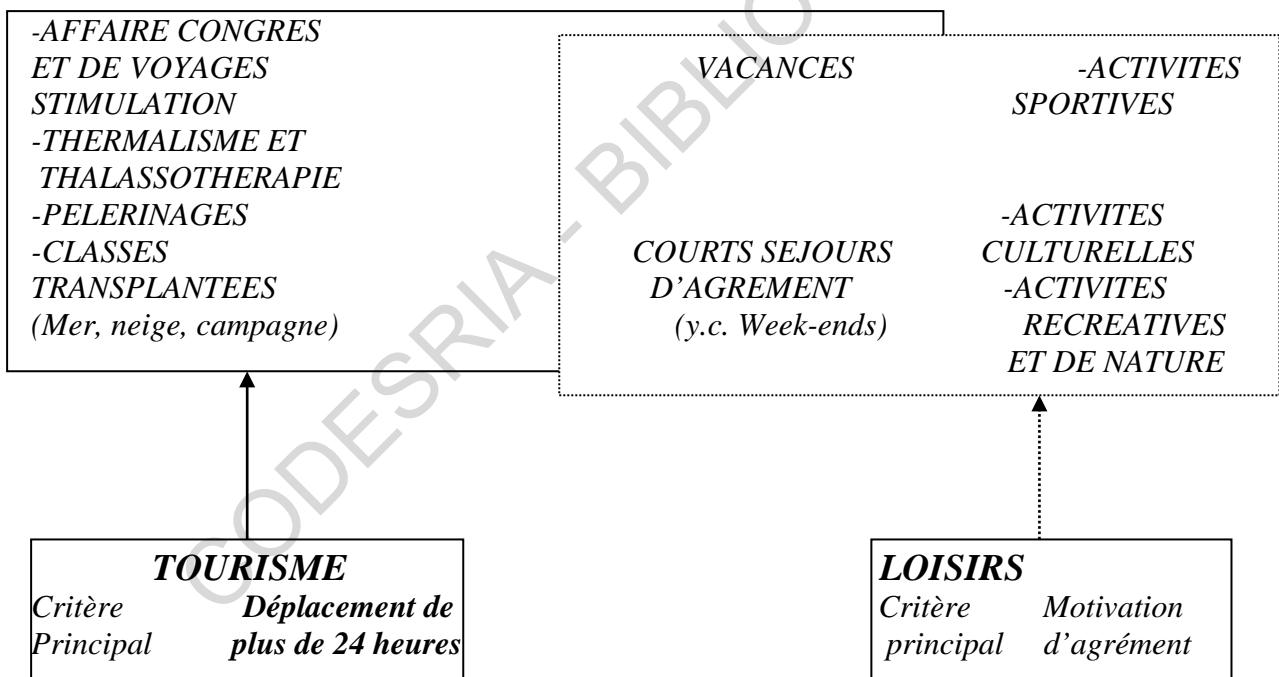 -AFFAIRE CONGRES
ET DE VOYAGES
STIMULATION
-THERMALISME ET
THALASSOTHERAPIE
-PELERINAGES
-CLASSES
TRANSPLANTEES
(Mer, neige, campagne)
VACANCES
COURTS SEJOURS
D'AGREMENT
(y.c. Week-ends)
-ACTIVITES
SPORTIVES
-ACTIVITES
CULTURELLES
-ACTIVITES
RECREATIVES
ET DE NATURE
TOURISME
Critère Déplacement de
Principal plus de 24 heures
LOISIRS
Critère Motivation
principal d'agrément
CODESRIA - BIBLIO